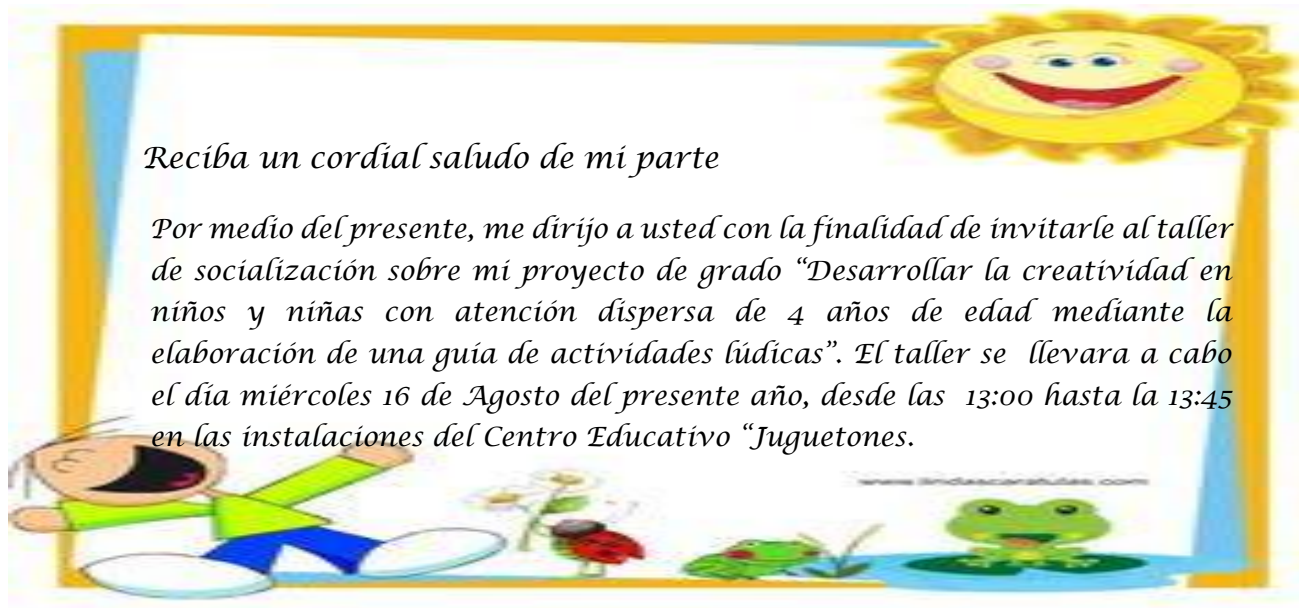 Reciba un cordial saludo de mi parte
Por medio del presente, me dirijo a usted con la finalidad de invitarle al taller
de socialización sobre mi proyecto de grado “Desarrollar la creatividad en
niños y niñas con atención dispersa de 4 años de edad mediante la
elaboración de una guía de actividades lúdicas”. El taller se llevara a cabo
el día miércoles 16 de Agosto del presente año, desde las 13:00 hasta la 13:45
en las instalaciones del Centro Educativo “Juguetones.
www.lindascaratulas.com